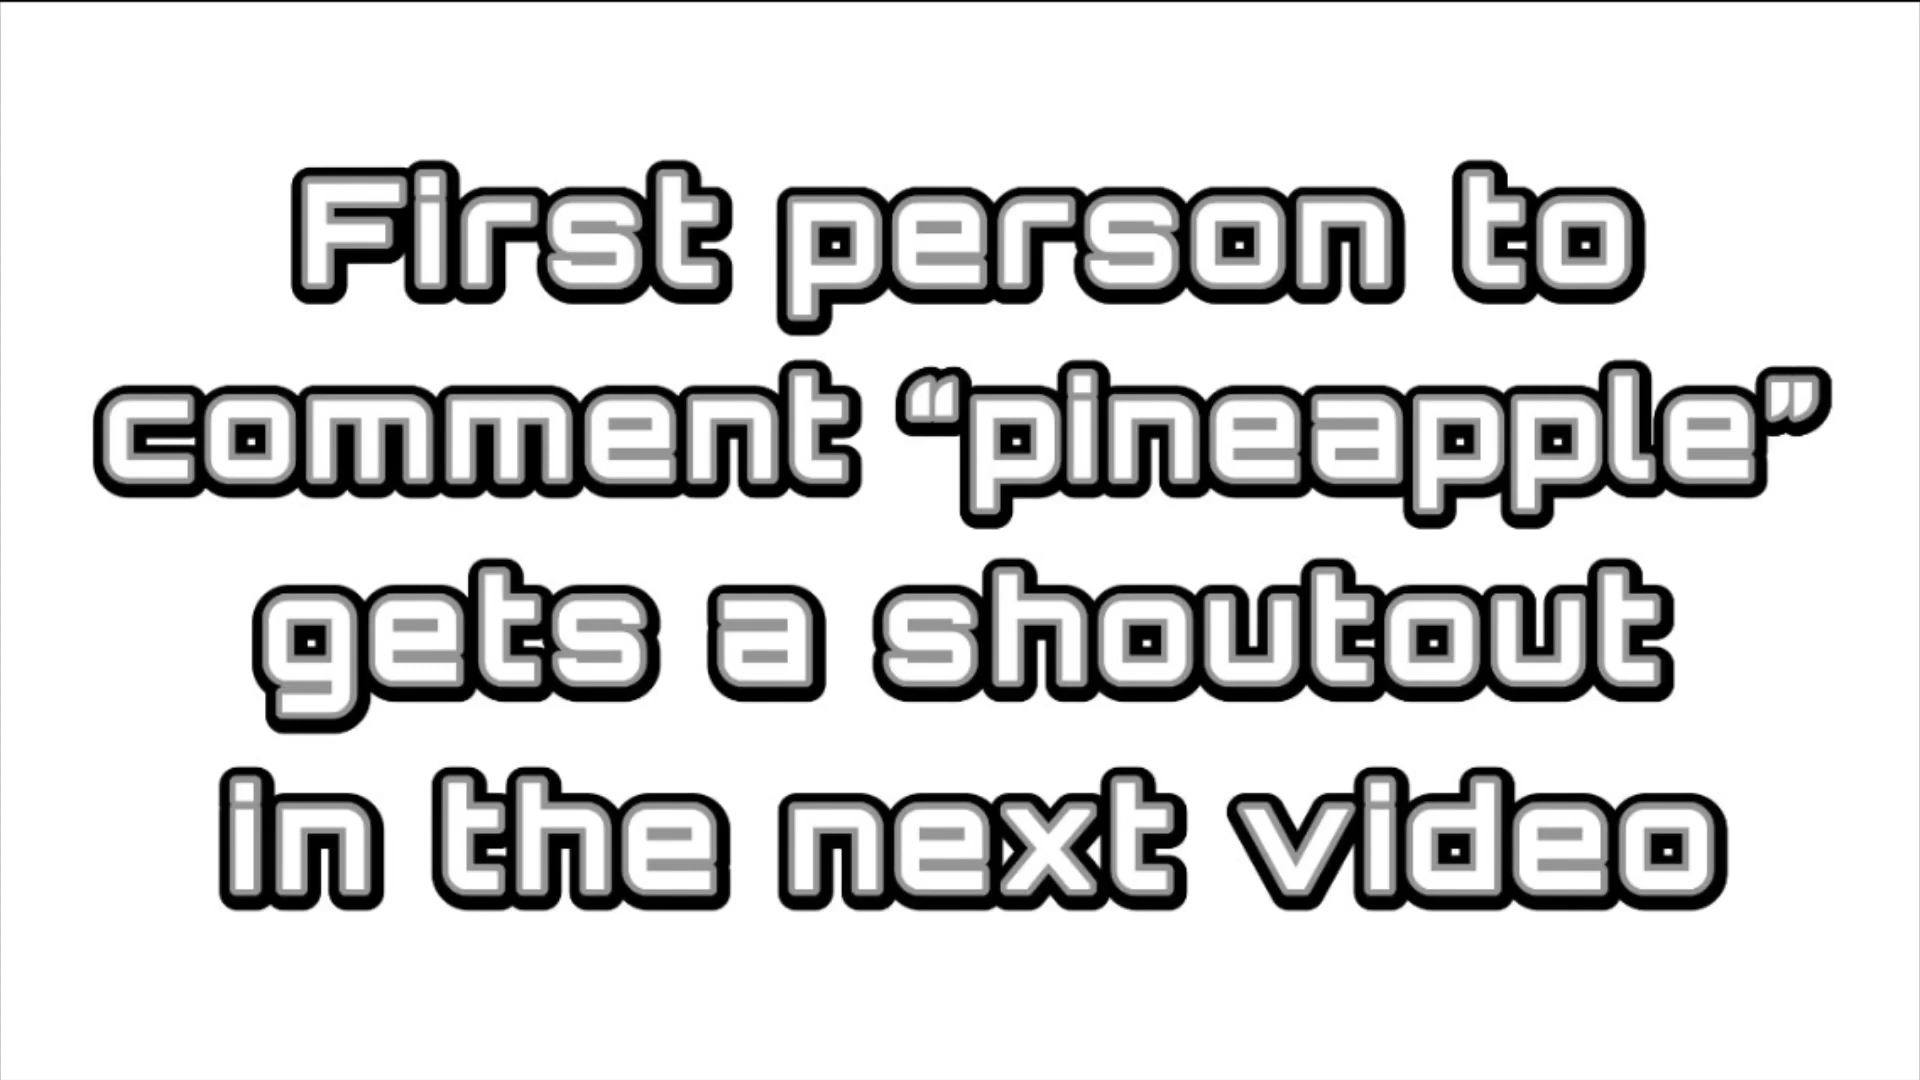 First person to
comment “pineapple”
gets a shoutout
in the next video